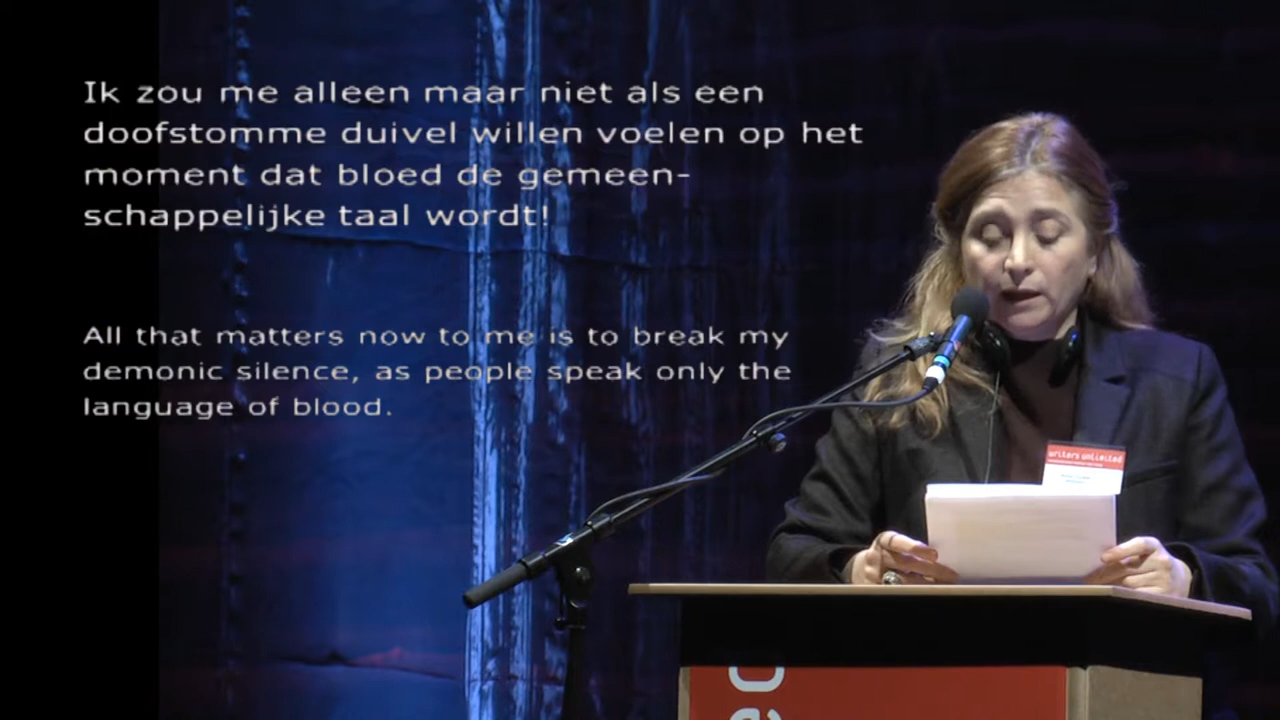 Ik zou me alleen maar niet als een
doofstomme duivel willen voelen op het
moment dat bloed de gemeen-
schappelijke taal wordt!
All that matters now to me is to break my
demonic silence, as people speak only the
language of blood.
writers unlimited